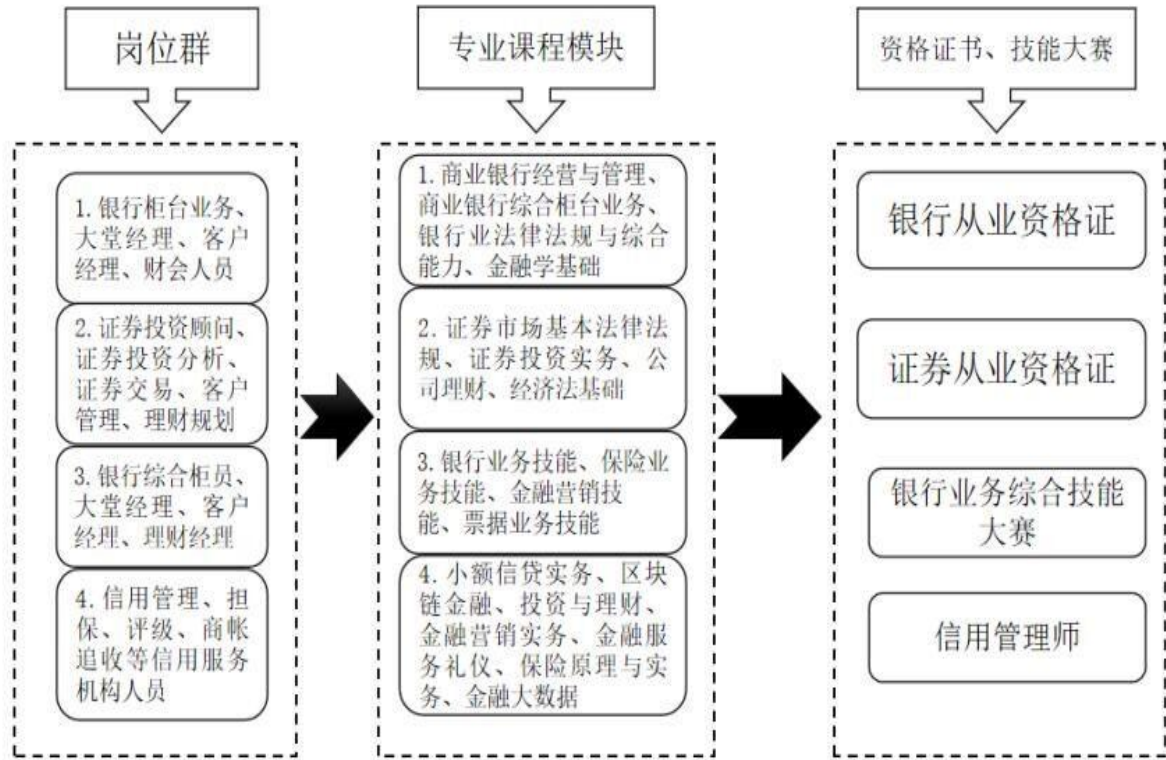 岗位群
1.银行柜台业务、
大堂经理、客户
经理、财会人员
2.证券投资顾问、
证券投资分析、
证券交易、客户
管理、理财规划
3.银行综合柜员、
大堂经理、客户
经理、理财经理
4.信用管理、担
保、评级、商帐
追收等信用服务
机构人员
专业课程模块
1.商业银行经营与管理、
商业银行综合柜台业务、
银行业法律法规与综合
能力、金融学基础
2.证券市场基本法律法
规、证券投资实务、公
司理财、经济法基础
3.银行业务技能、保险业
务技能、金融营销技
能、票据业务技能
4.小额信贷实务、区块
链金融、投资与理财、
金融营销实务、金融服
务礼仪、保险原理与实
务、金融大数据
资格证书、技能大赛
银行从业资格证
证券从业资格证
银行业务综合技能
大赛
信用管理师